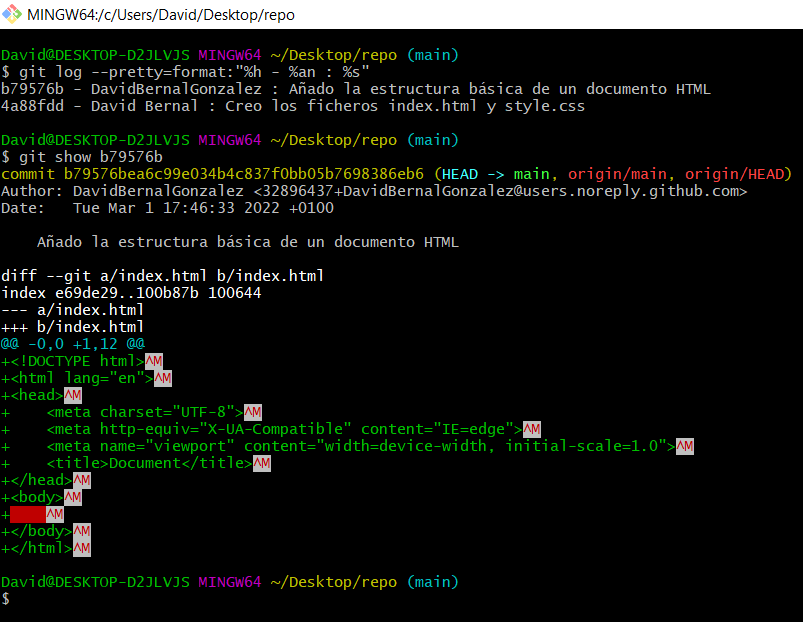 MINGW64:/c/Users/David/Desktop/repo
David@DESKTOP-D2JLVJS MINGW64 ~/Desktop/repo (main)
$ git log --pretty=format:"%h - %an : %s"
b79576b - DavidBernalGonzalez : Añado la estructura básica de un documento HTML
4a88fdd - David Bernal : Creo los ficheros index.html y style.css
David@DESKTOP-D2JLVJS MINGW64 ~/Desktop/repo (main)
$ git show b79576b
commit b79576bea6c99e034b4c837f0bb05b7698386eb6 (HEAD -> main, origin/main, origin/HEAD)
Author: DavidBernalGonzalez <32896437+DavidBernalGonzalez@users.noreply.github.com>
Date:   Tue Mar 1 17:46:33 2022 +0100
    Añado la estructura básica de un documento HTML
diff --git a/index.html b/index.html
index e69de29..100b87b 100644
--- a/index.html
+++ b/index.html
@@ -0,0 +1,12 @@
+<!DOCTYPE html>^M
+<html lang="en">^M
+<head>^M
+    <meta charset="UTF-8">^M
+    <meta http-equiv="X-UA-Compatible" content="IE=edge">^M
+    <meta name="viewport" content="width=device-width, initial-scale=1.0">^M
+    <title>Document</title>^M
+</head>^M
+<body>^M
+    ^M
+</body>^M
+</html>^M
David@DESKTOP-D2JLVJS MINGW64 ~/Desktop/repo (main)
$